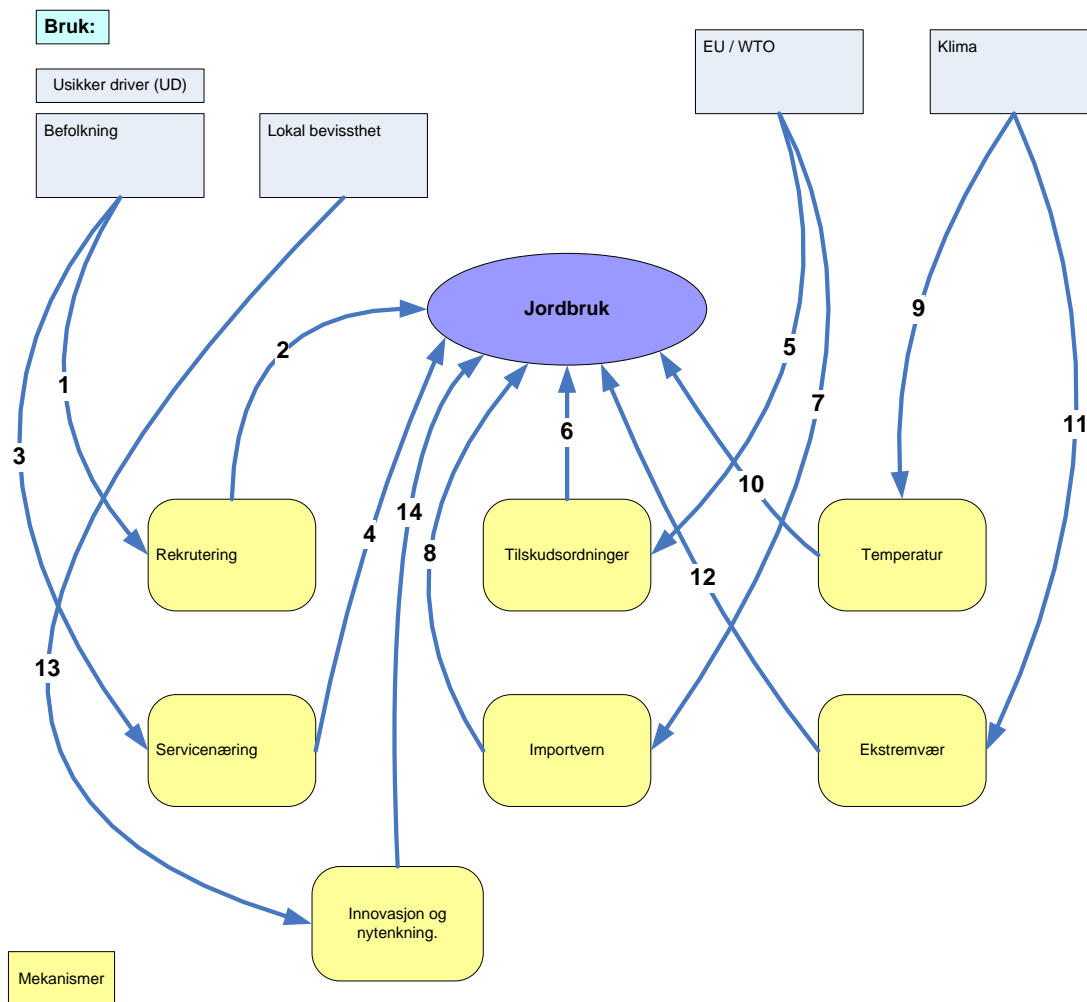 Bruk:
Usikker driver (UD)
Befolkning
Lokal bevissthet
EU / WTO
Klima
Jordbruk
1
2
3
4
5
6
7
8
9
10
11
12
13
14
Rekrutering
Tilskudsordninger
Temperatur
Servicenæring
Importvern
Ekstremvær
Innovasjon og
nytenkning.
Mekanismer